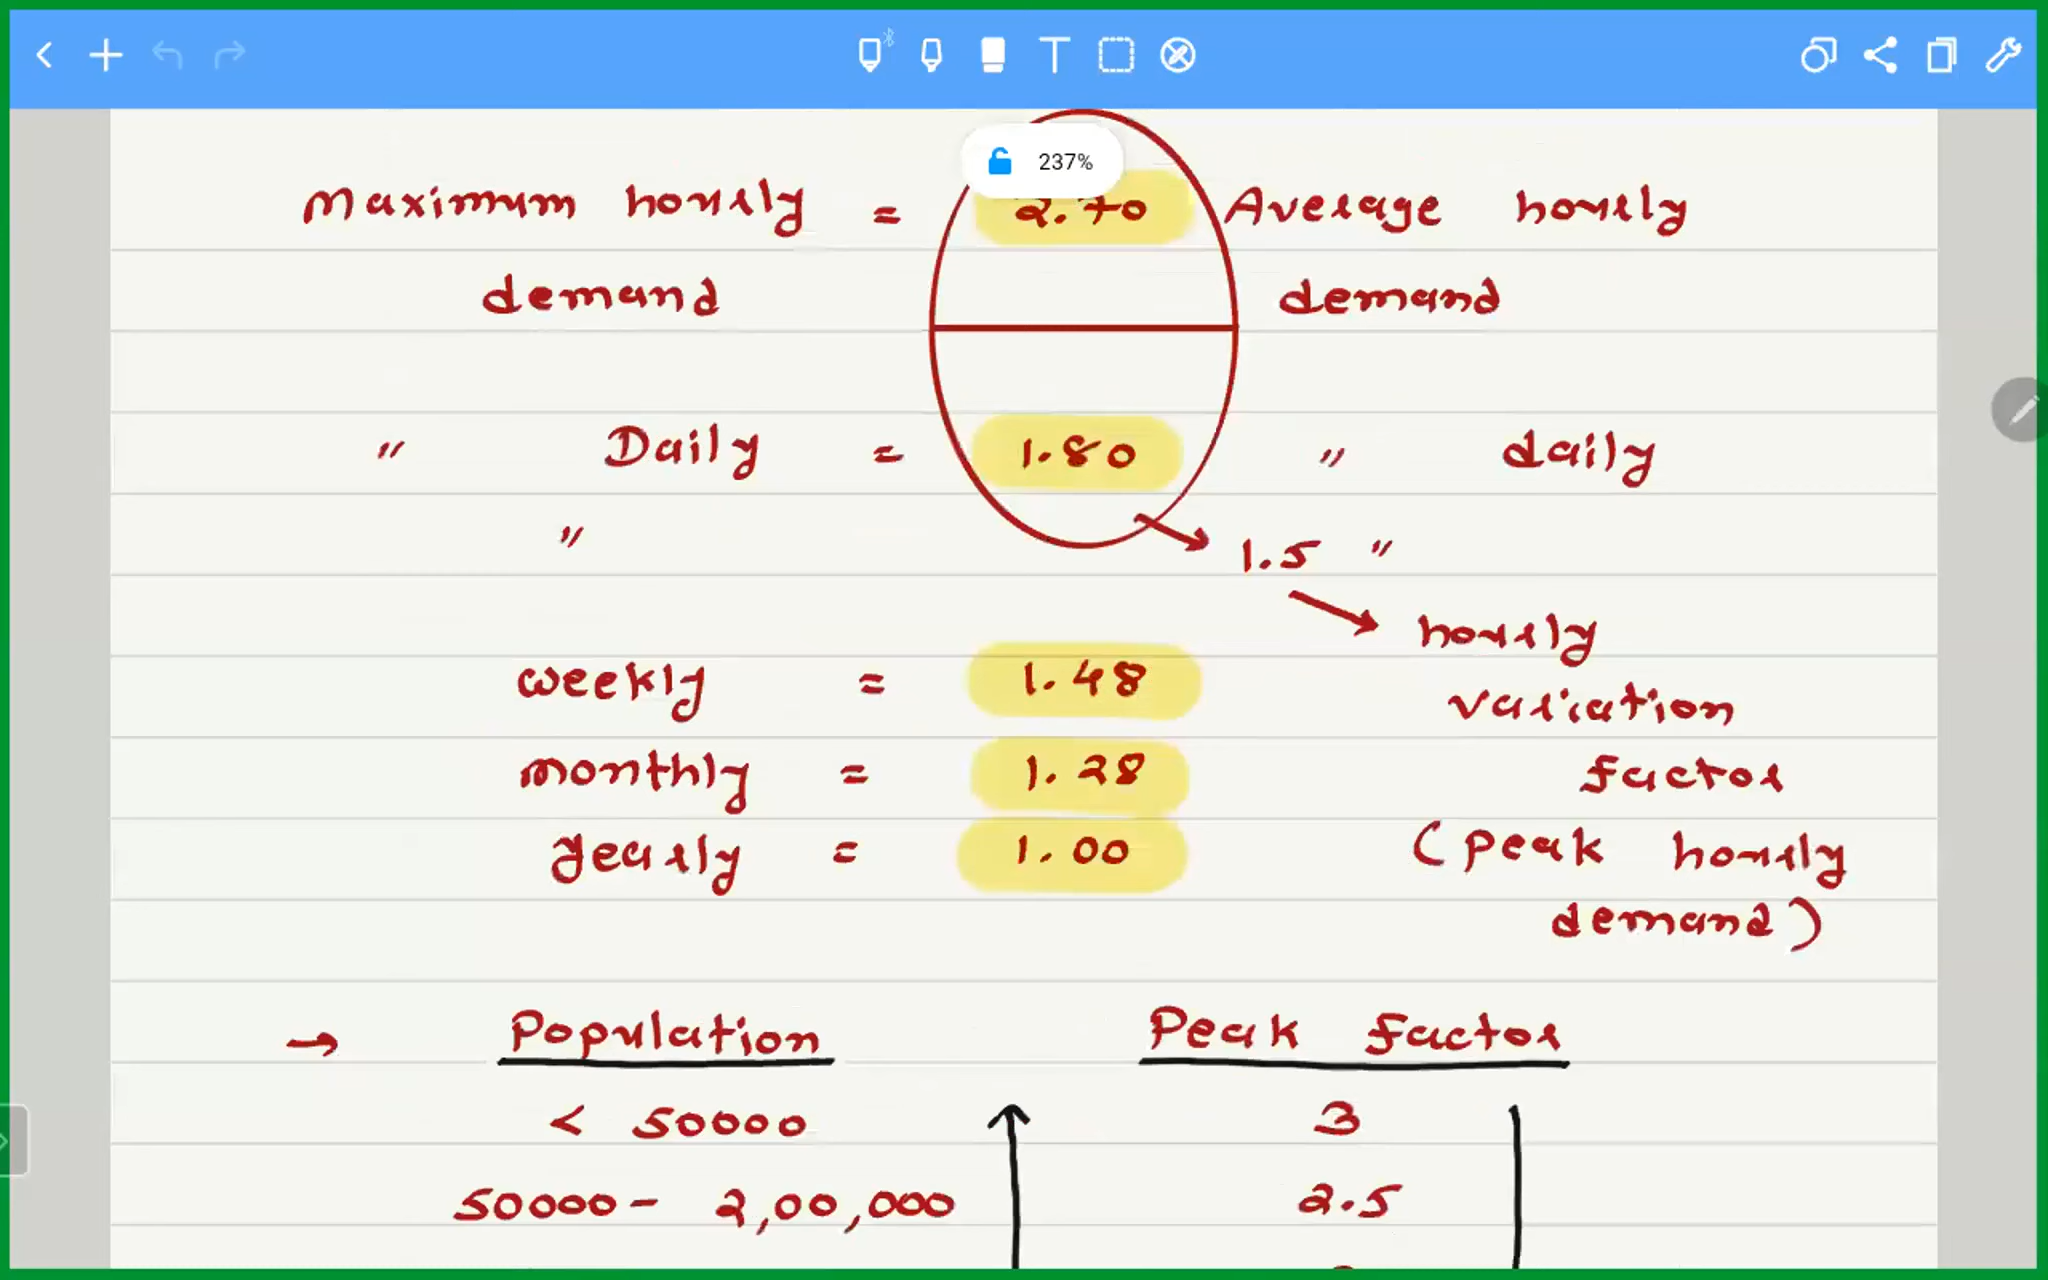 T
237%
Maximum hourly = 2.70 Average hourly
demand demand
" Daily = 1.80 " daily
" 1.5 "
hourly
weekly = 1.48 variation
monthly = 1.28 factor
yearly = 1.00 (Peak hourly
demand)
→ Population Peak factor
< 50000 3
50000 - 2,00,000 2.5